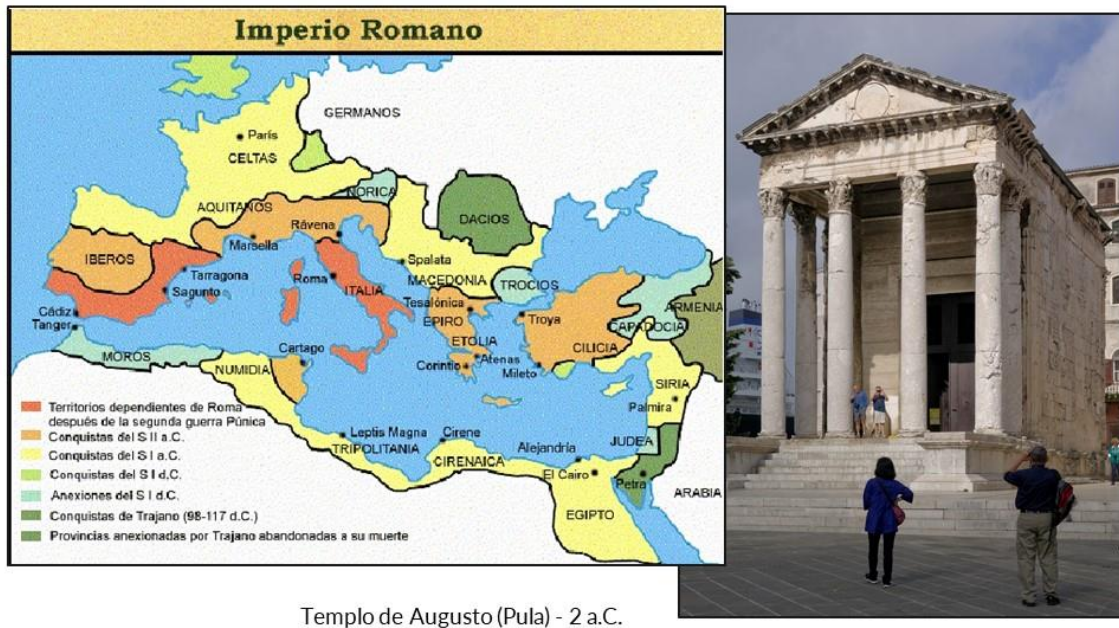 Imperio Romano
GERMANOS
París
CELTAS
NORICA
AQUITANOS
DACIOS
Rávena
Marsella
IBEROS
Spalata
Tarragona
Roma
ITALIA
MACEDONIA
TROCIOS
Sagunto
Tesalónica
ARMENIA
Cádiz
EPIRO
Troya
CAPADOCIA
Tanger
ETOLIA
CILICIA
MOROS
Cartago
Atenas
NUMIDIA
Corintio
Mileto
SIRIA
Palmira
Territorios dependientes de Roma
después de la segunda guerra Púnica
Conquistas del S II a.C.
Conquistas del S I a.C.
Conquistas del S I d.C.
Anexiones del S I d.C.
Conquistas de Trajano (98-117 d.C.)
Provincias anexionadas por Trajano abandonadas a su muerte
Leptis Magna
Cirene
Alejandría
JUDEA
TRIPOLITANIA
CIRENAICA
El Cairo
Petra
ARABIA
EGIPTO
Templo de Augusto (Pula) - 2 a.C.